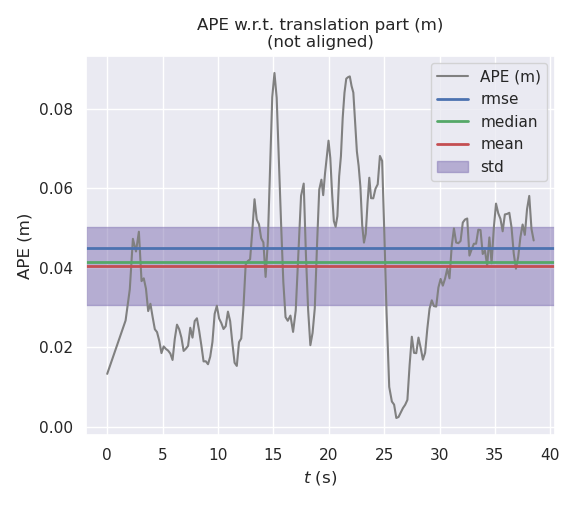 APE w.r.t. translation part (m)
(not aligned)
APE (m)
rmse
median
mean
std
0.08
0.06
0.04
0.02
0.00
APE (m)
0 5 10 15 20 25 30 35 40
t (s)